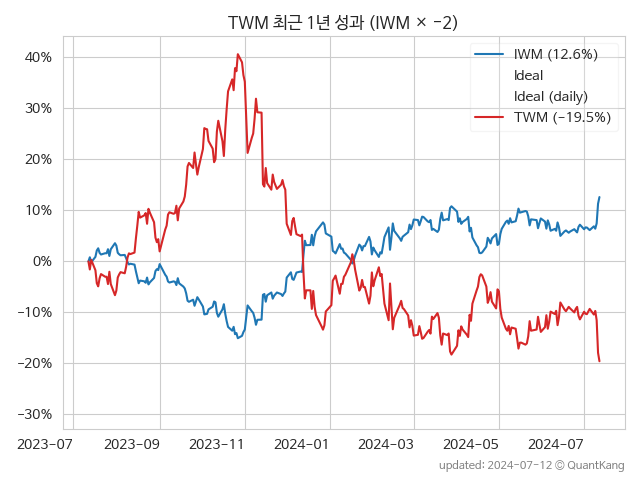 TWM 최근 1년 성과 (IWM × -2)
IWM (12.6%)
Ideal
Ideal (daily)
TWM (-19.5%)
40%
30%
20%
10%
0%
-10%
-20%
-30%
2023-07 2023-09 2023-11 2024-01 2024-03 2024-05 2024-07
updated: 2024-07-12 © QuantKang